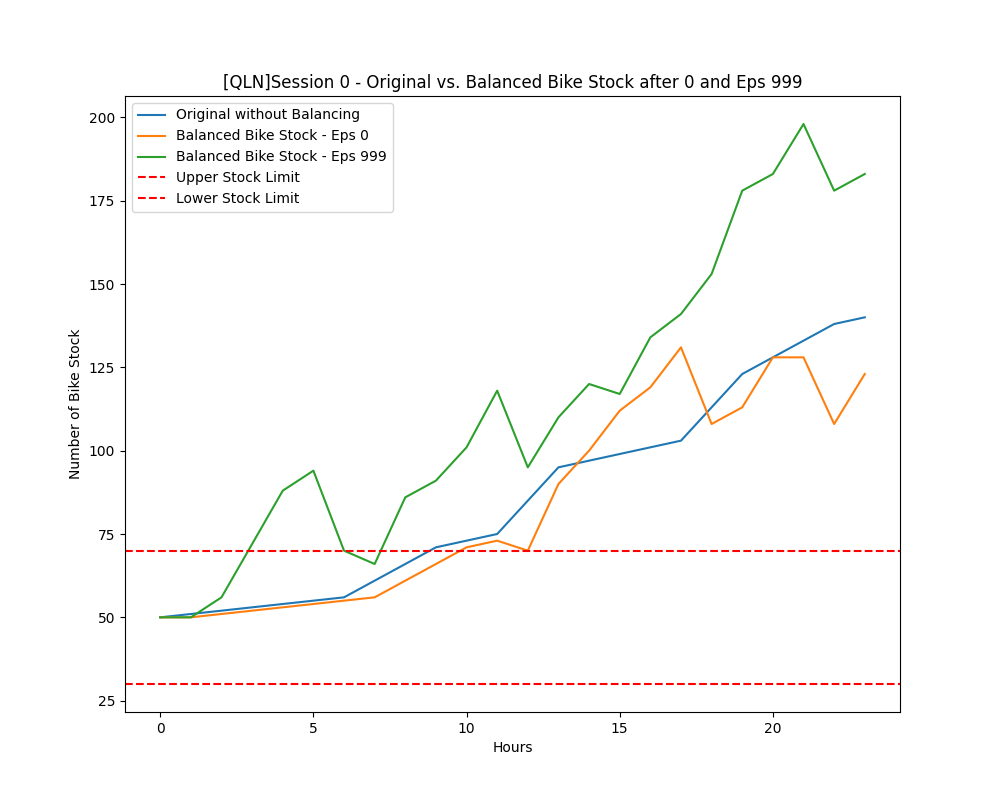 [QLN]Session 0 - Original vs. Balanced Bike Stock after 0 and Eps 999
Original without Balancing
Balanced Bike Stock - Eps 0
Balanced Bike Stock - Eps 999
Upper Stock Limit
Lower Stock Limit
200
175
150
125
100
75
50
25
Number of Bike Stock
0 5 10 15 20
Hours